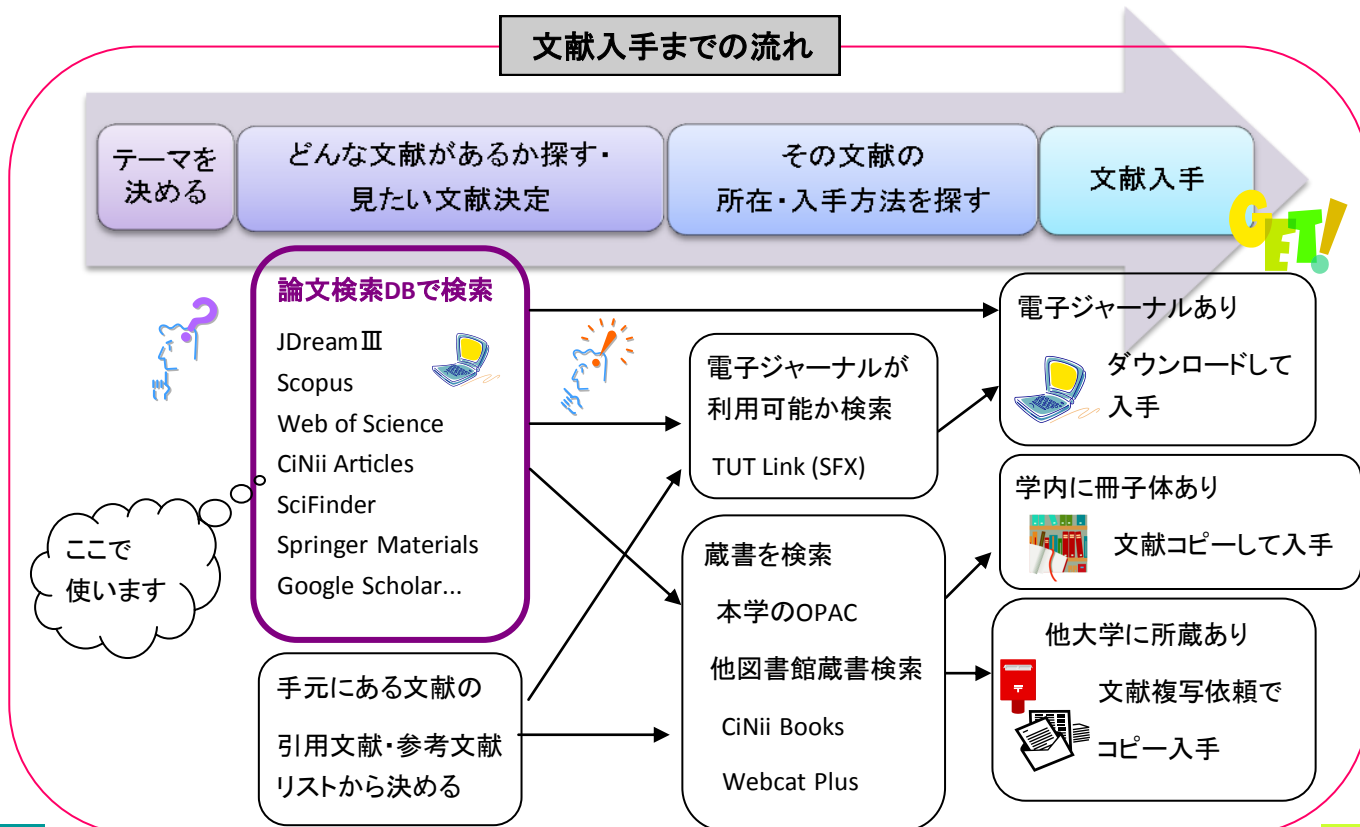 文献入手までの流れ
テーマを
決める
どんな文献があるか探す・
見たい文献決定
その文献の
所在・入手方法を探す
文献入手
GET!
論文検索DBで検索
JDreamⅢ
Scopus
Web of Science
CiNii Articles
SciFinder
Springer Materials
Google Scholar...
ここで
使います
手元にある文献の
引用文献・参考文献
リストから決める
電子ジャーナルが
利用可能か検索
TUT Link (SFX)
蔵書を検索
本学のOPAC
他図書館蔵書検索
CiNii Books
Webcat Plus
電子ジャーナルあり
ダウンロードして
入手
学内に冊子体あり
文献コピーして入手
他大学に所蔵あり
〒
文献複写依頼で
コピー入手